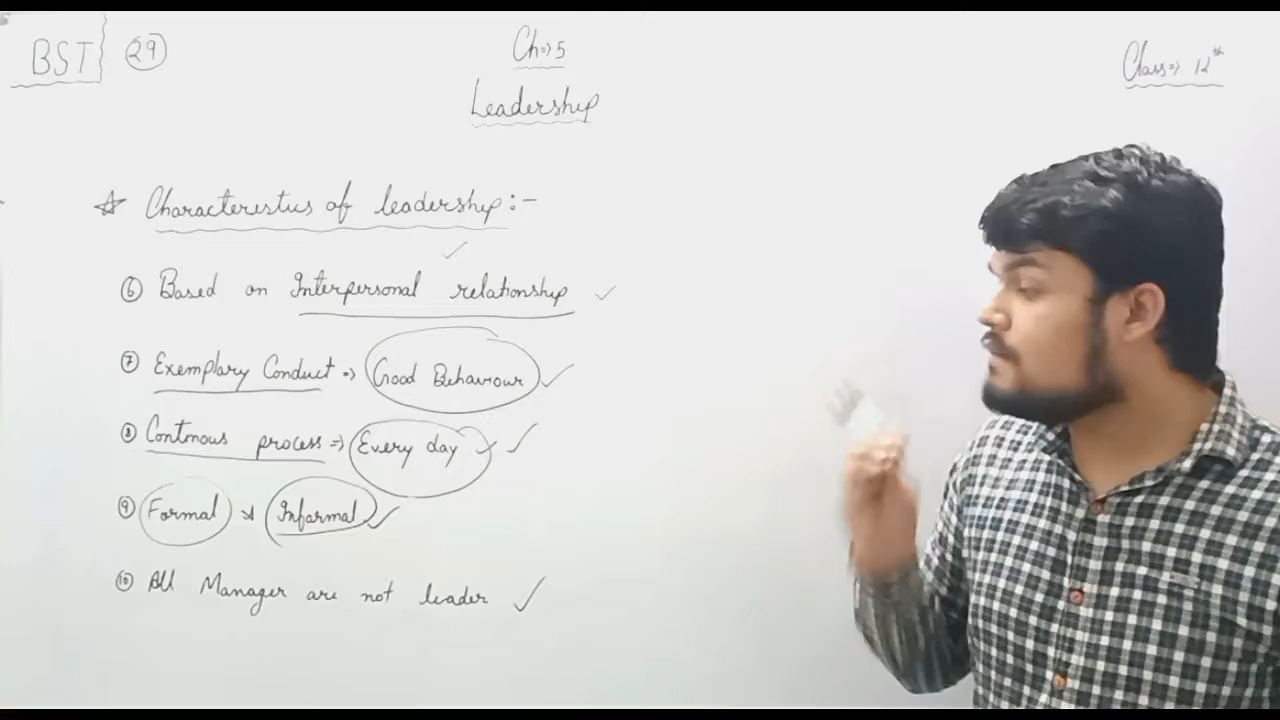 BST 29
Ch⇒5
Class⇒ 12th
Leadership
☆ Characterestics of leadership:-
⑥ Based on Interpersonal relationship ✓
⑦ Exemplary Conduct ⇒ Good Behaviour ✓
⑧ Contnous process ⇒ Every day ✓
⑨ Formal & Informal ✓
⑩ All Manager are not leader ✓